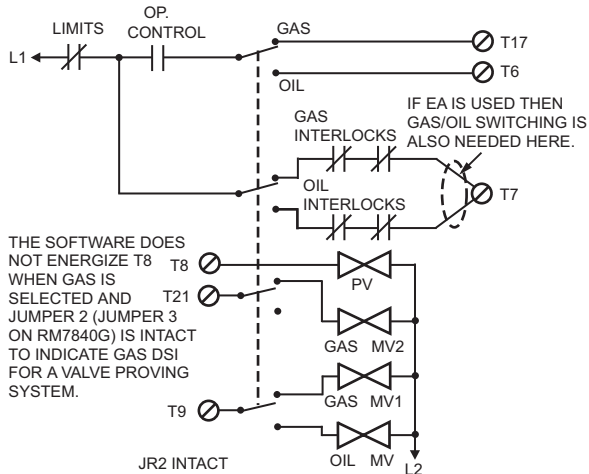 LIMITS
OP.
CONTROL
GAS
L1
T17
T6
OIL
IF EA IS USED THEN
GAS/OIL SWITCHING IS
ALSO NEEDED HERE.
GAS
INTERLOCKS
OIL
INTERLOCKS
T7
THE SOFTWARE DOES
NOT ENERGIZE T8
WHEN GAS IS
SELECTED AND
JUMPER 2 (JUMPER 3
ON RM7840G) IS INTACT
TO INDICATE GAS DSI
FOR A VALVE PROVING
SYSTEM.
T8
PV
T21
GAS MV2
GAS MV1
T9
OIL MV
L2
JR2 INTACT